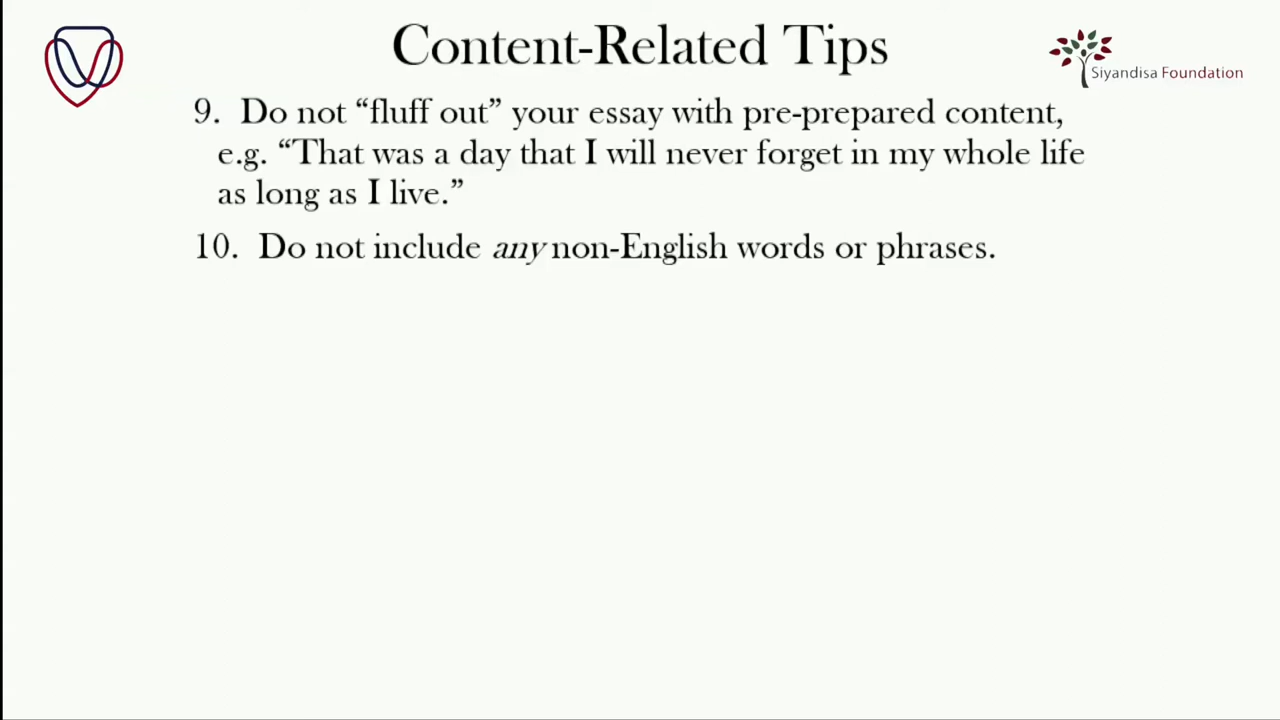 Content-Related Tips
Siyandisa Foundation
9. Do not “fluff out” your essay with pre-prepared content,
e.g. “That was a day that I will never forget in my whole life
as long as I live.”
10. Do not include any non-English words or phrases.